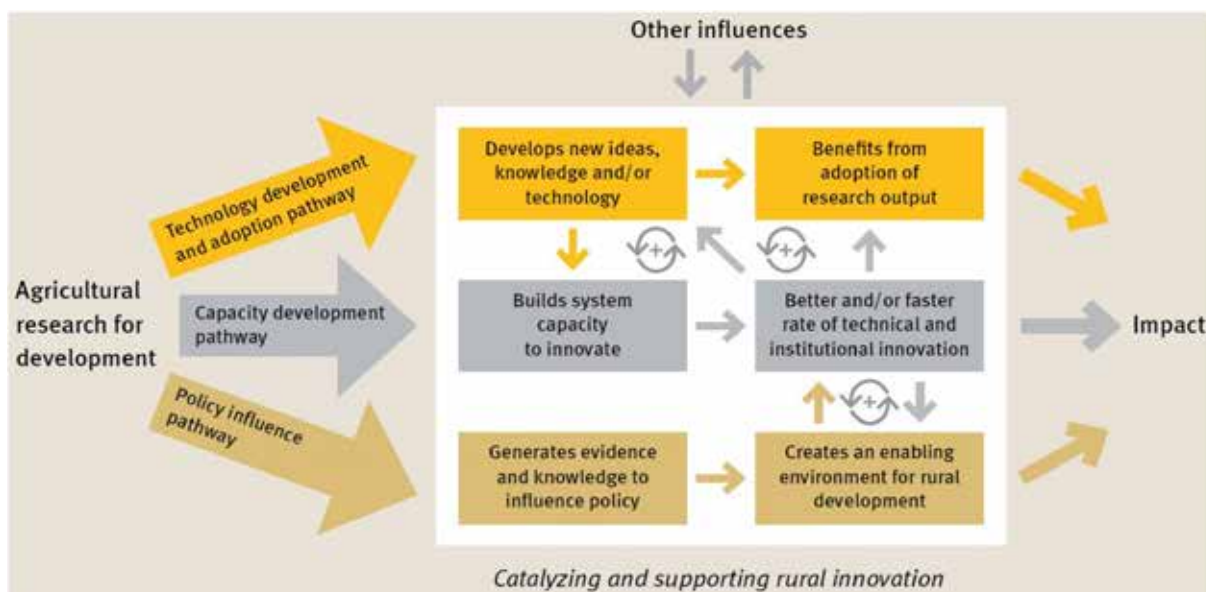 Other influences
Technology development
and adoption pathway
Develops new ideas,
knowledge and/or
technology
Benefits from
adoption of
research output
Agricultural
research for
development
Capacity development
pathway
Builds system
capacity
to innovate
Better and/or faster
rate of technical and
institutional innovation
Impact
Policy influence
pathway
Generates evidence
and knowledge to
influence policy
Creates an enabling
environment for rural
development
Catalyzing and supporting rural innovation
+
+
+